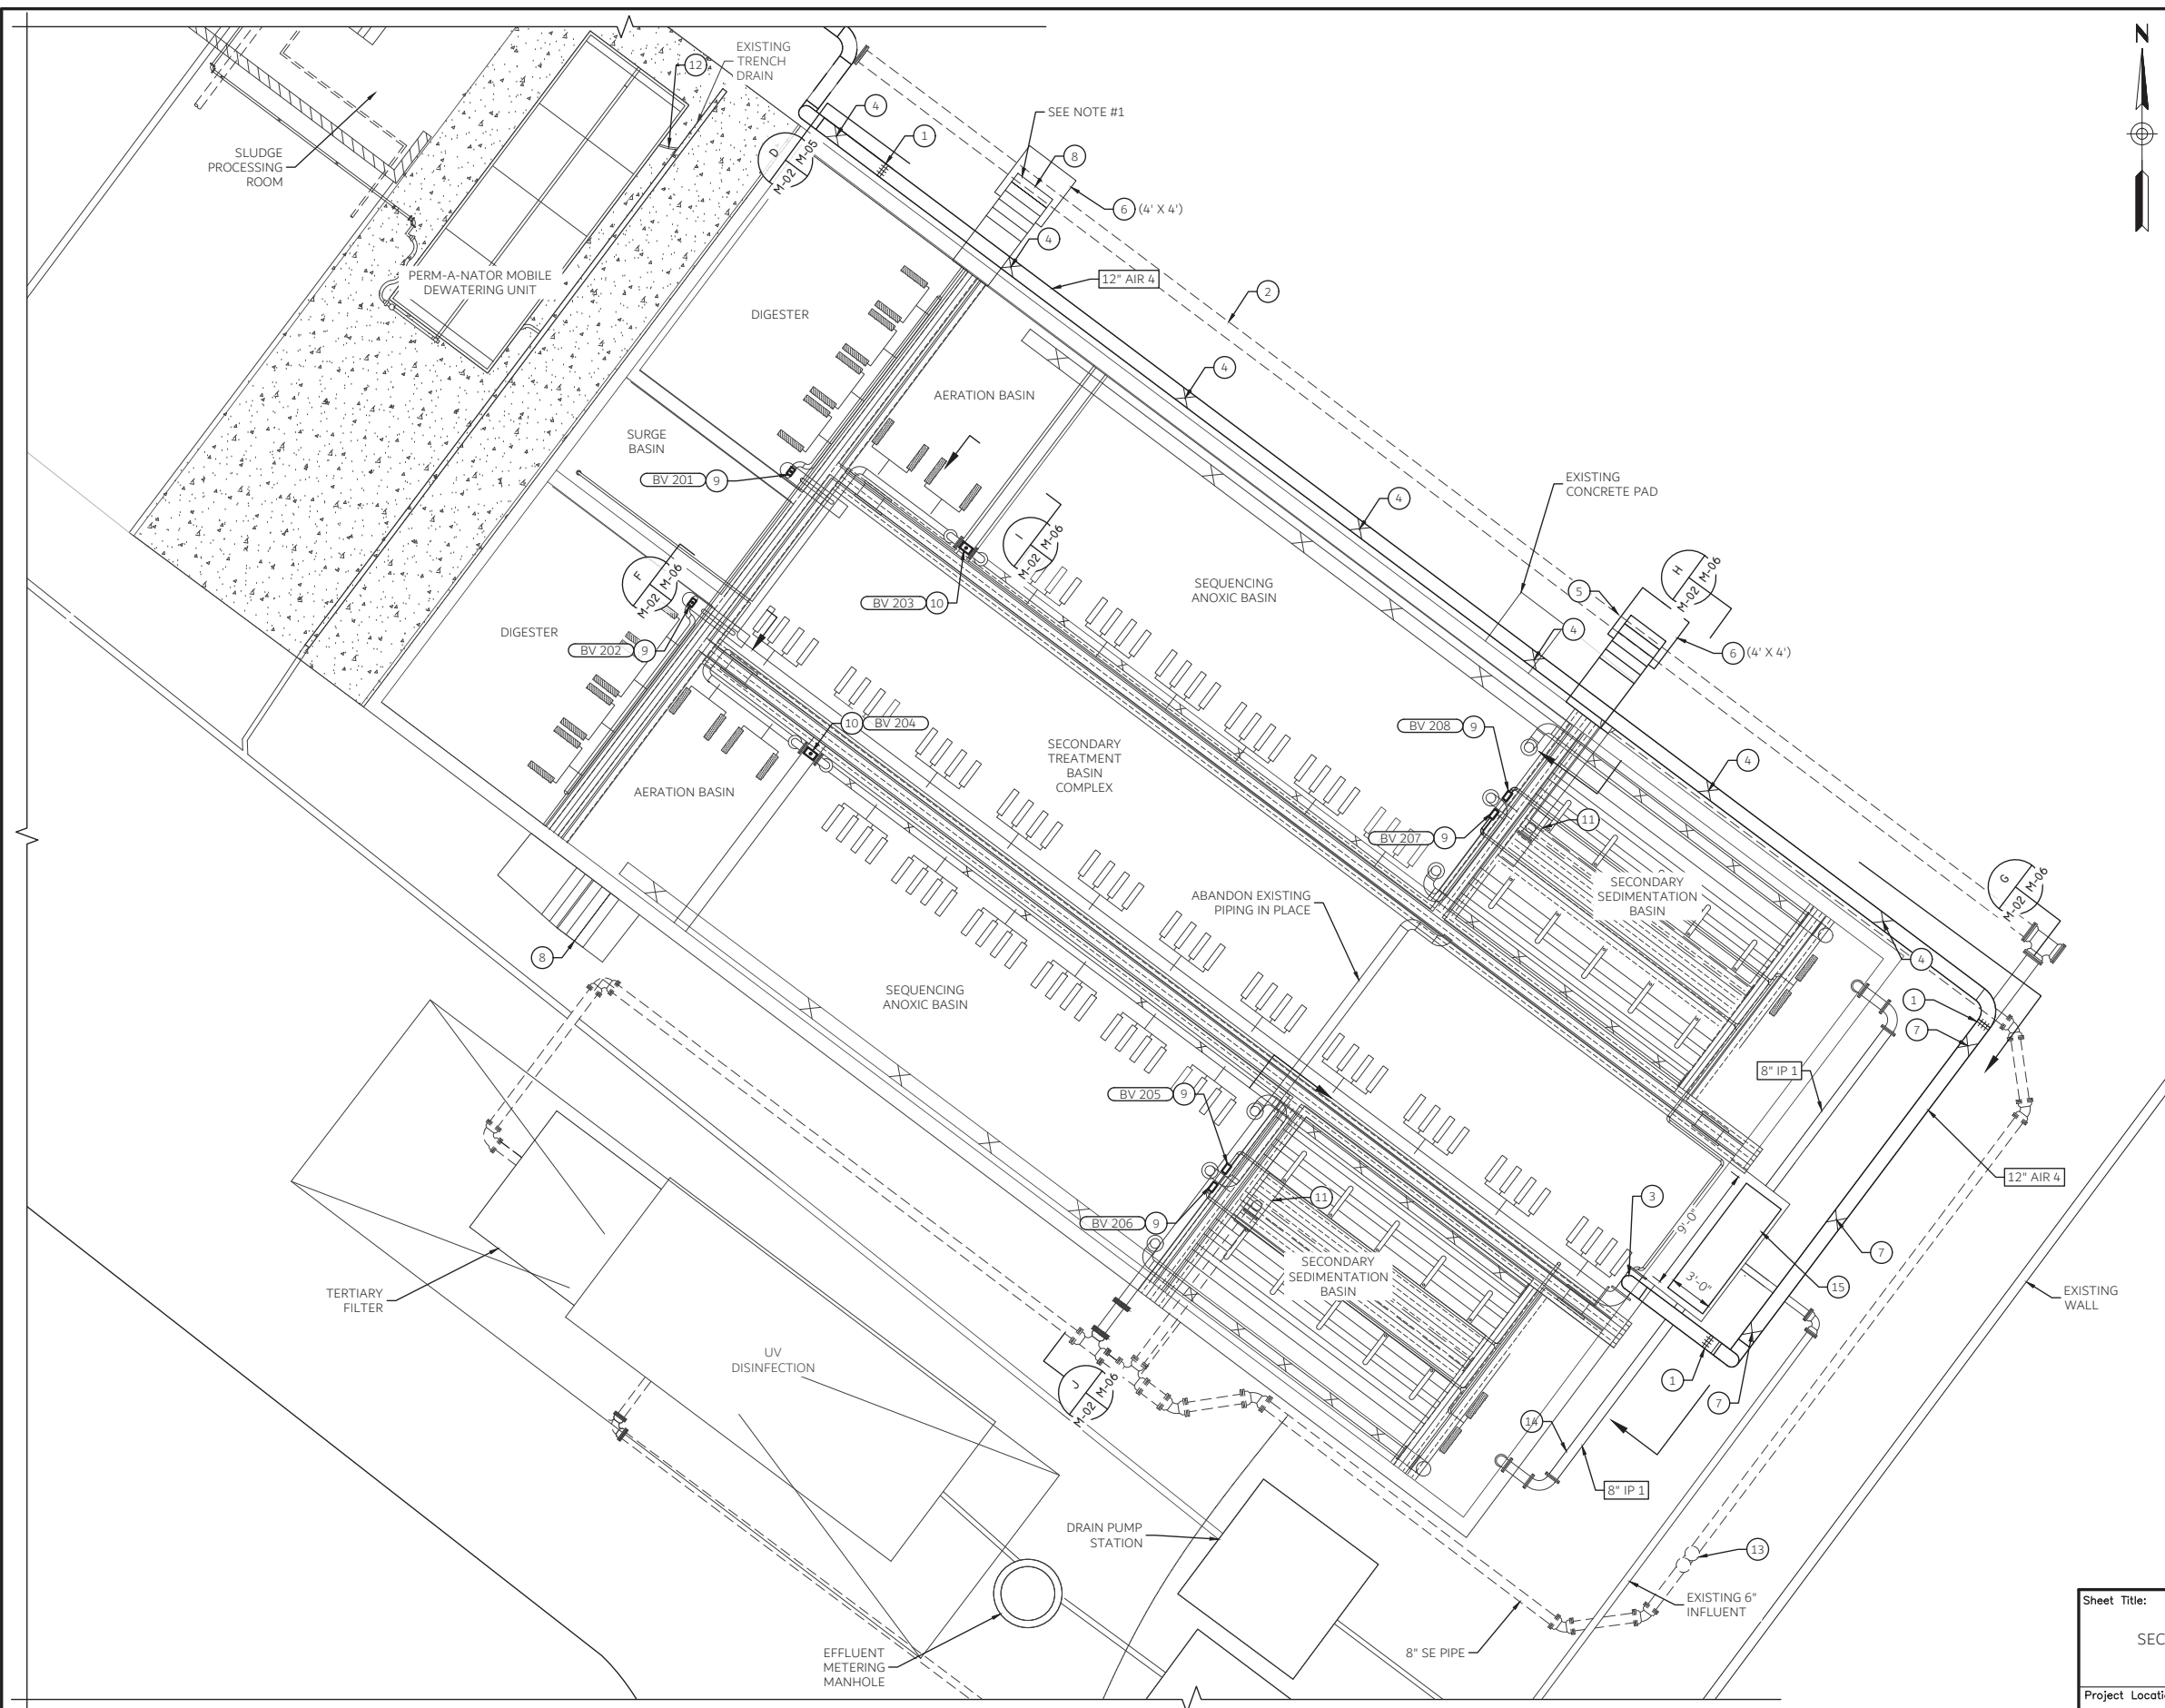 N
EXISTING
TRENCH
DRAIN
12
4
1
SEE NOTE #1
8
D
M-02
M-05
SLUDGE
PROCESSING
ROOM
6
(4' X 4')
4
PERM-A-NATOR MOBILE
DEWATERING UNIT
12" AIR 4
2
DIGESTER
4
AERATION BASIN
SURGE
BASIN
BV 201
9
EXISTING
CONCRETE PAD
4
I
M-02
M-06
F
M-02
M-06
H
M-02
M-06
SEQUENCING
ANOXIC BASIN
5
BV 203
10
4
DIGESTER
BV 202
9
6
(4' X 4')
10
BV 204
BV 208
9
SECONDARY
TREATMENT
BASIN
COMPLEX
4
AERATION BASIN
11
BV 207
9
G
M-02
M-06
SECONDARY
SEDIMENTATION
BASIN
ABANDON EXISTING
PIPING IN PLACE
8
4
SEQUENCING
ANOXIC BASIN
1
7
8" IP 1
BV 205
9
12" AIR 4
11
3
BV 206
9
9'-0"
7
SECONDARY
SEDIMENTATION
BASIN
3'-0"
15
TERTIARY
FILTER
EXISTING
WALL
UV
DISINFECTION
J
M-02
M-06
1
7
14
8" IP 1
DRAIN PUMP
STATION
13
EXISTING 6"
INFLUENT
Sheet Title:
SEC
8" SE PIPE
EFFLUENT
METERING
MANHOLE
Project Locati